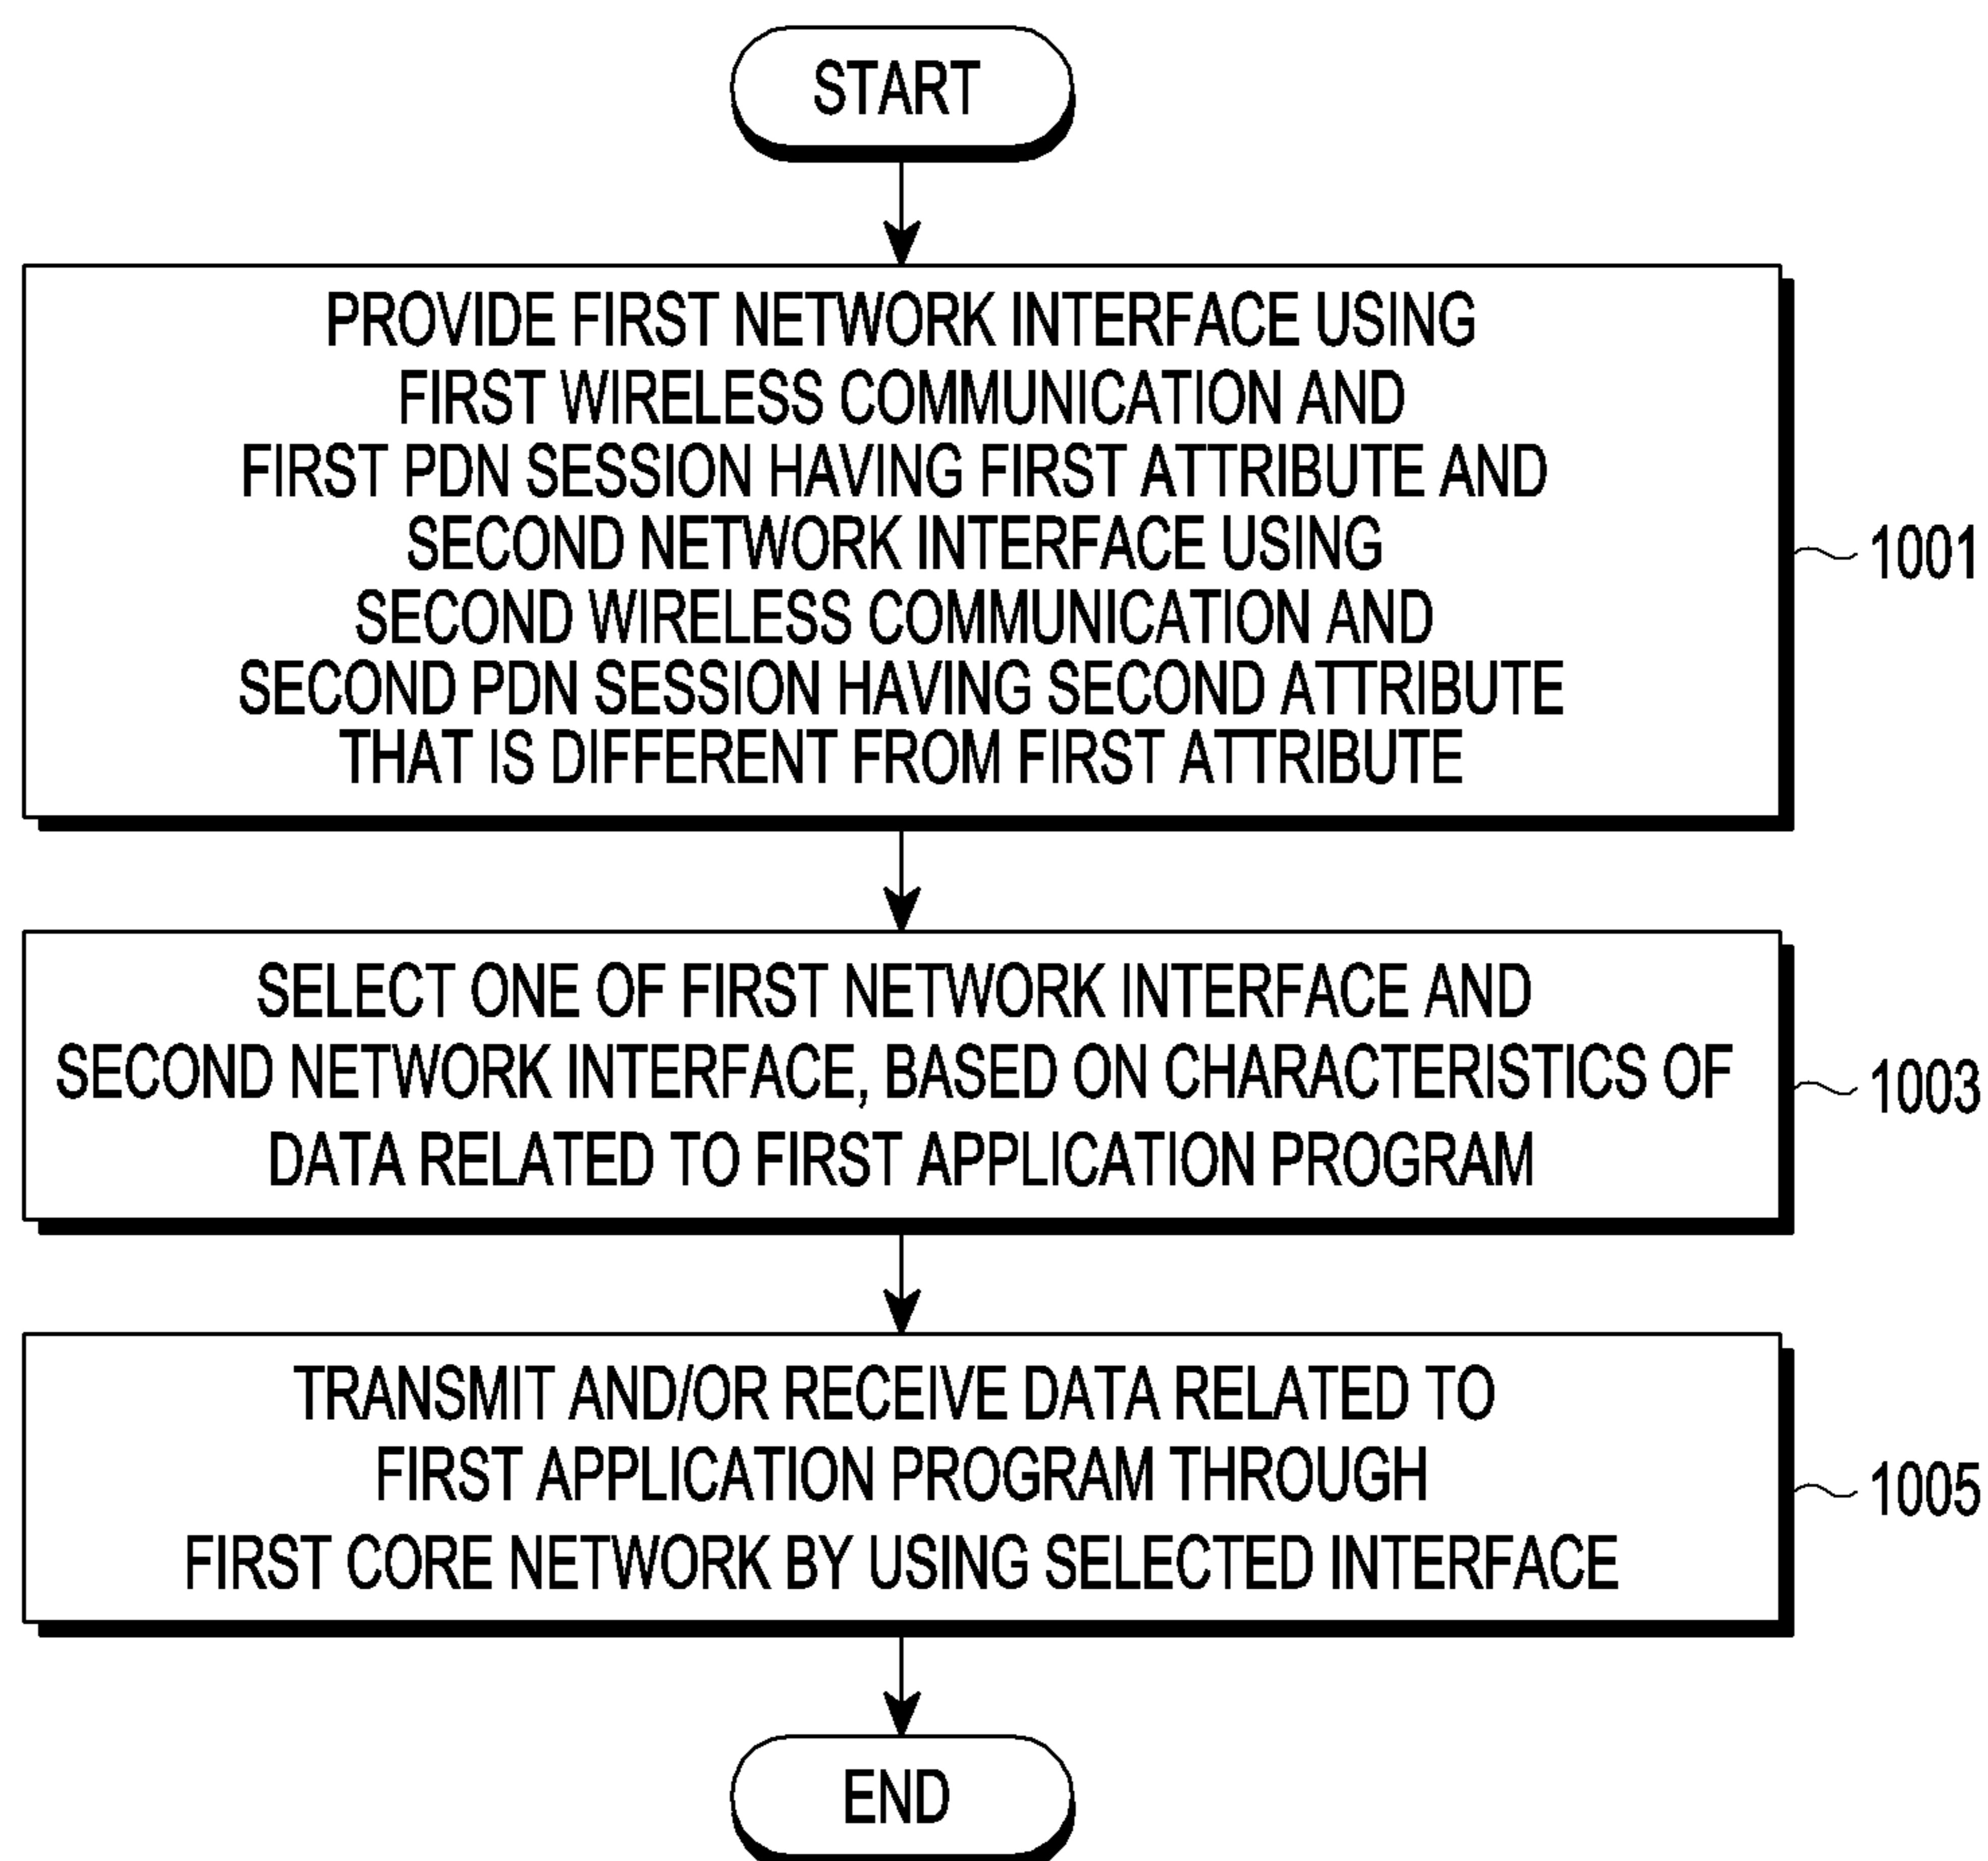 START
PROVIDE FIRST NETWORK INTERFACE USING
FIRST WIRELESS COMMUNICATION AND
FIRST PDN SESSION HAVING FIRST ATTRIBUTE AND
SECOND NETWORK INTERFACE USING
SECOND WIRELESS COMMUNICATION AND
SECOND PDN SESSION HAVING SECOND ATTRIBUTE
THAT IS DIFFERENT FROM FIRST ATTRIBUTE
1001
SELECT ONE OF FIRST NETWORK INTERFACE AND
SECOND NETWORK INTERFACE, BASED ON CHARACTERISTICS OF
DATA RELATED TO FIRST APPLICATION PROGRAM
1003
TRANSMIT AND/OR RECEIVE DATA RELATED TO
FIRST APPLICATION PROGRAM THROUGH
FIRST CORE NETWORK BY USING SELECTED INTERFACE
1005
END